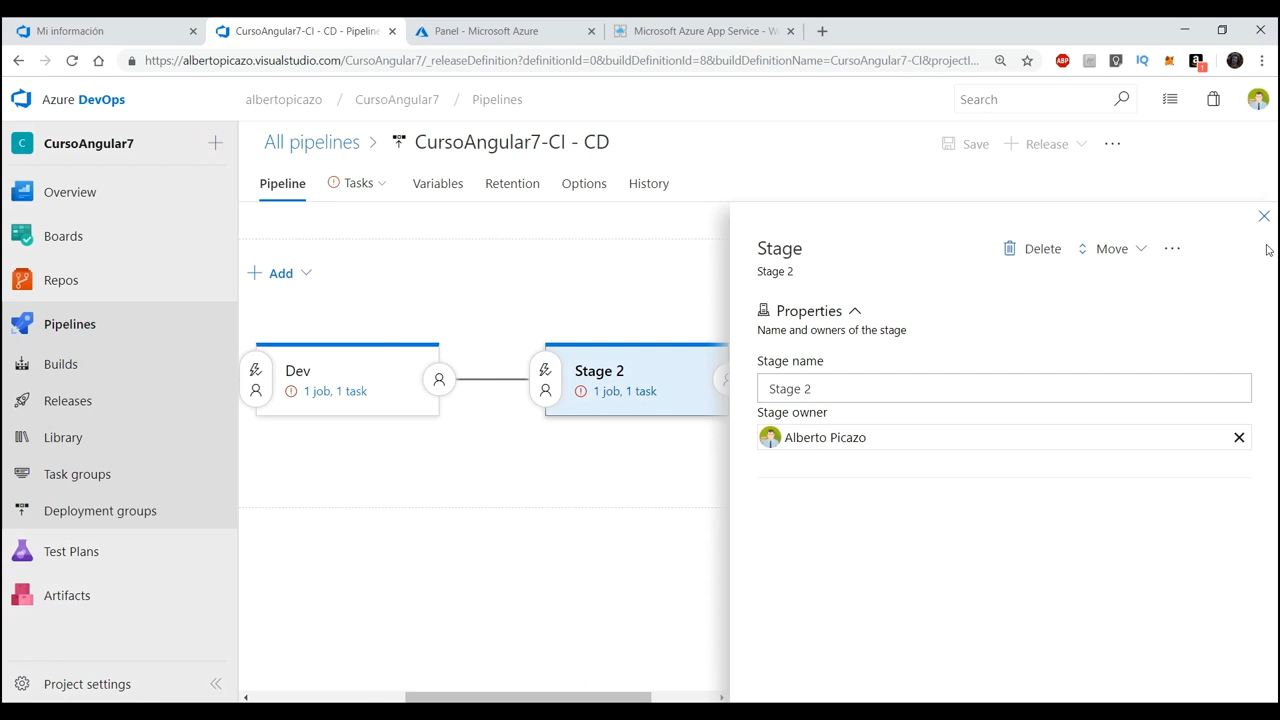 Mi información
CursoAngular7-CI - CD - Pipeline
Panel - Microsoft Azure
Microsoft Azure App Service - W
https://albertopicazo.visualstudio.com/CursoAngular7/_releaseDefinition?definitionId=0&buildDefinitionId=8&buildDefinitionName=CursoAngular7-CI&projectI...
ABP
IQ
Azure DevOps
albertopicazo / CursoAngular7 / Pipelines
Search
C CursoAngular7
All pipelines > CursoAngular7-CI - CD
Save
Release
Overview
Pipeline
Tasks
Variables
Retention
Options
History
Boards
Repos
Pipelines
Builds
Releases
Library
Task groups
Deployment groups
Test Plans
Artifacts
Project settings
Add
Dev
1 job, 1 task
Stage 2
1 job, 1 task
Stage
Stage 2
Delete
Move
Properties
Name and owners of the stage
Stage name
Stage 2
Stage owner
Alberto Picazo